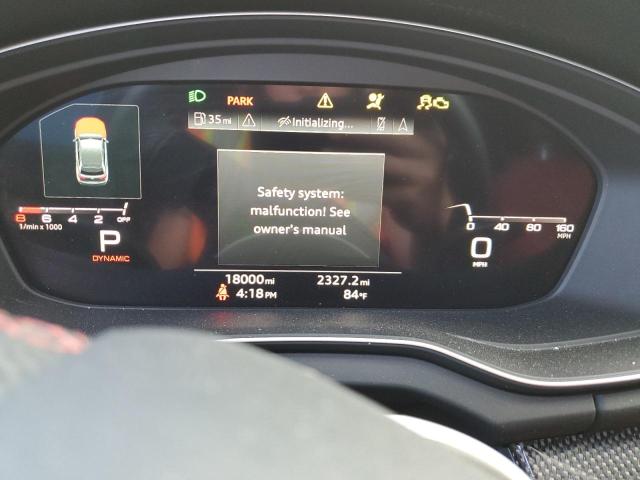 PARK
35 mi Initializing...
Safety system:
malfunction! See
owner's manual
8 6 4 2 OFF
1/min x 1000
P
DYNAMIC
0 40 80 160
MPH
0
MPH
18000 mi 2327.2 mi
4:18 PM 84°F